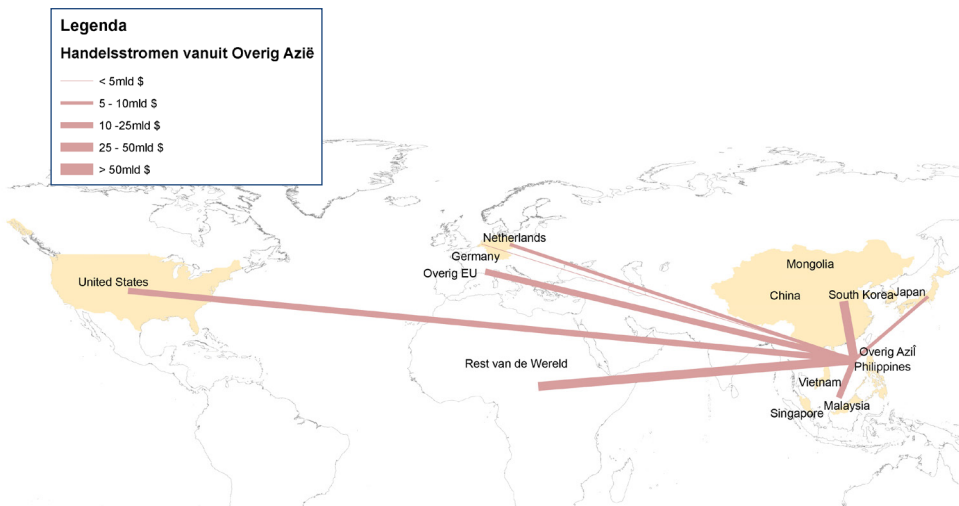 Legenda
Handelsstromen vanuit Overig Azië
< 5mld $
5 - 10mld $
10 -25mld $
25 - 50mld $
> 50mld $
Netherlands
Germany
Overig EU
United States
Mongolia
China
South Korea
Japan
Overig AziÎ
Philippines
Rest van de Wereld
Vietnam
Malaysia
Singapore